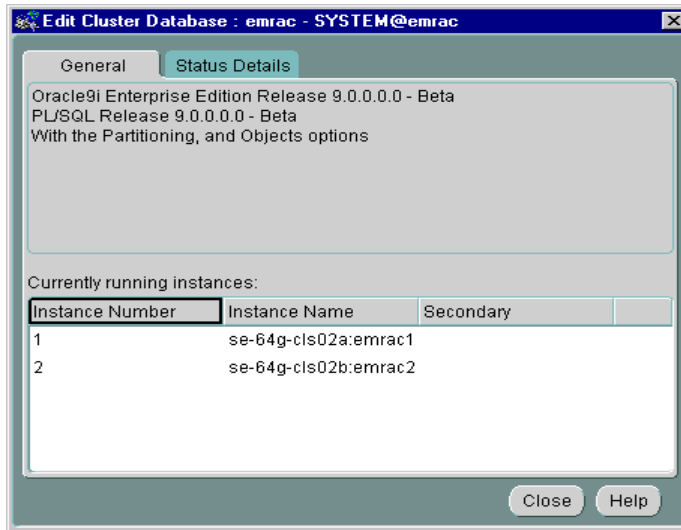 Edit Cluster Database : emrac - SYSTEM@emrac
General Status Details
Oracle9i Enterprise Edition Release 9.0.0.0.0 - Beta
PL/SQL Release 9.0.0.0.0 - Beta
With the Partitioning, and Objects options
Currently running instances:
Instance Number Instance Name Secondary
1 se-64g-cls02a:emrac1
2 se-64g-cls02b:emrac2
Close Help